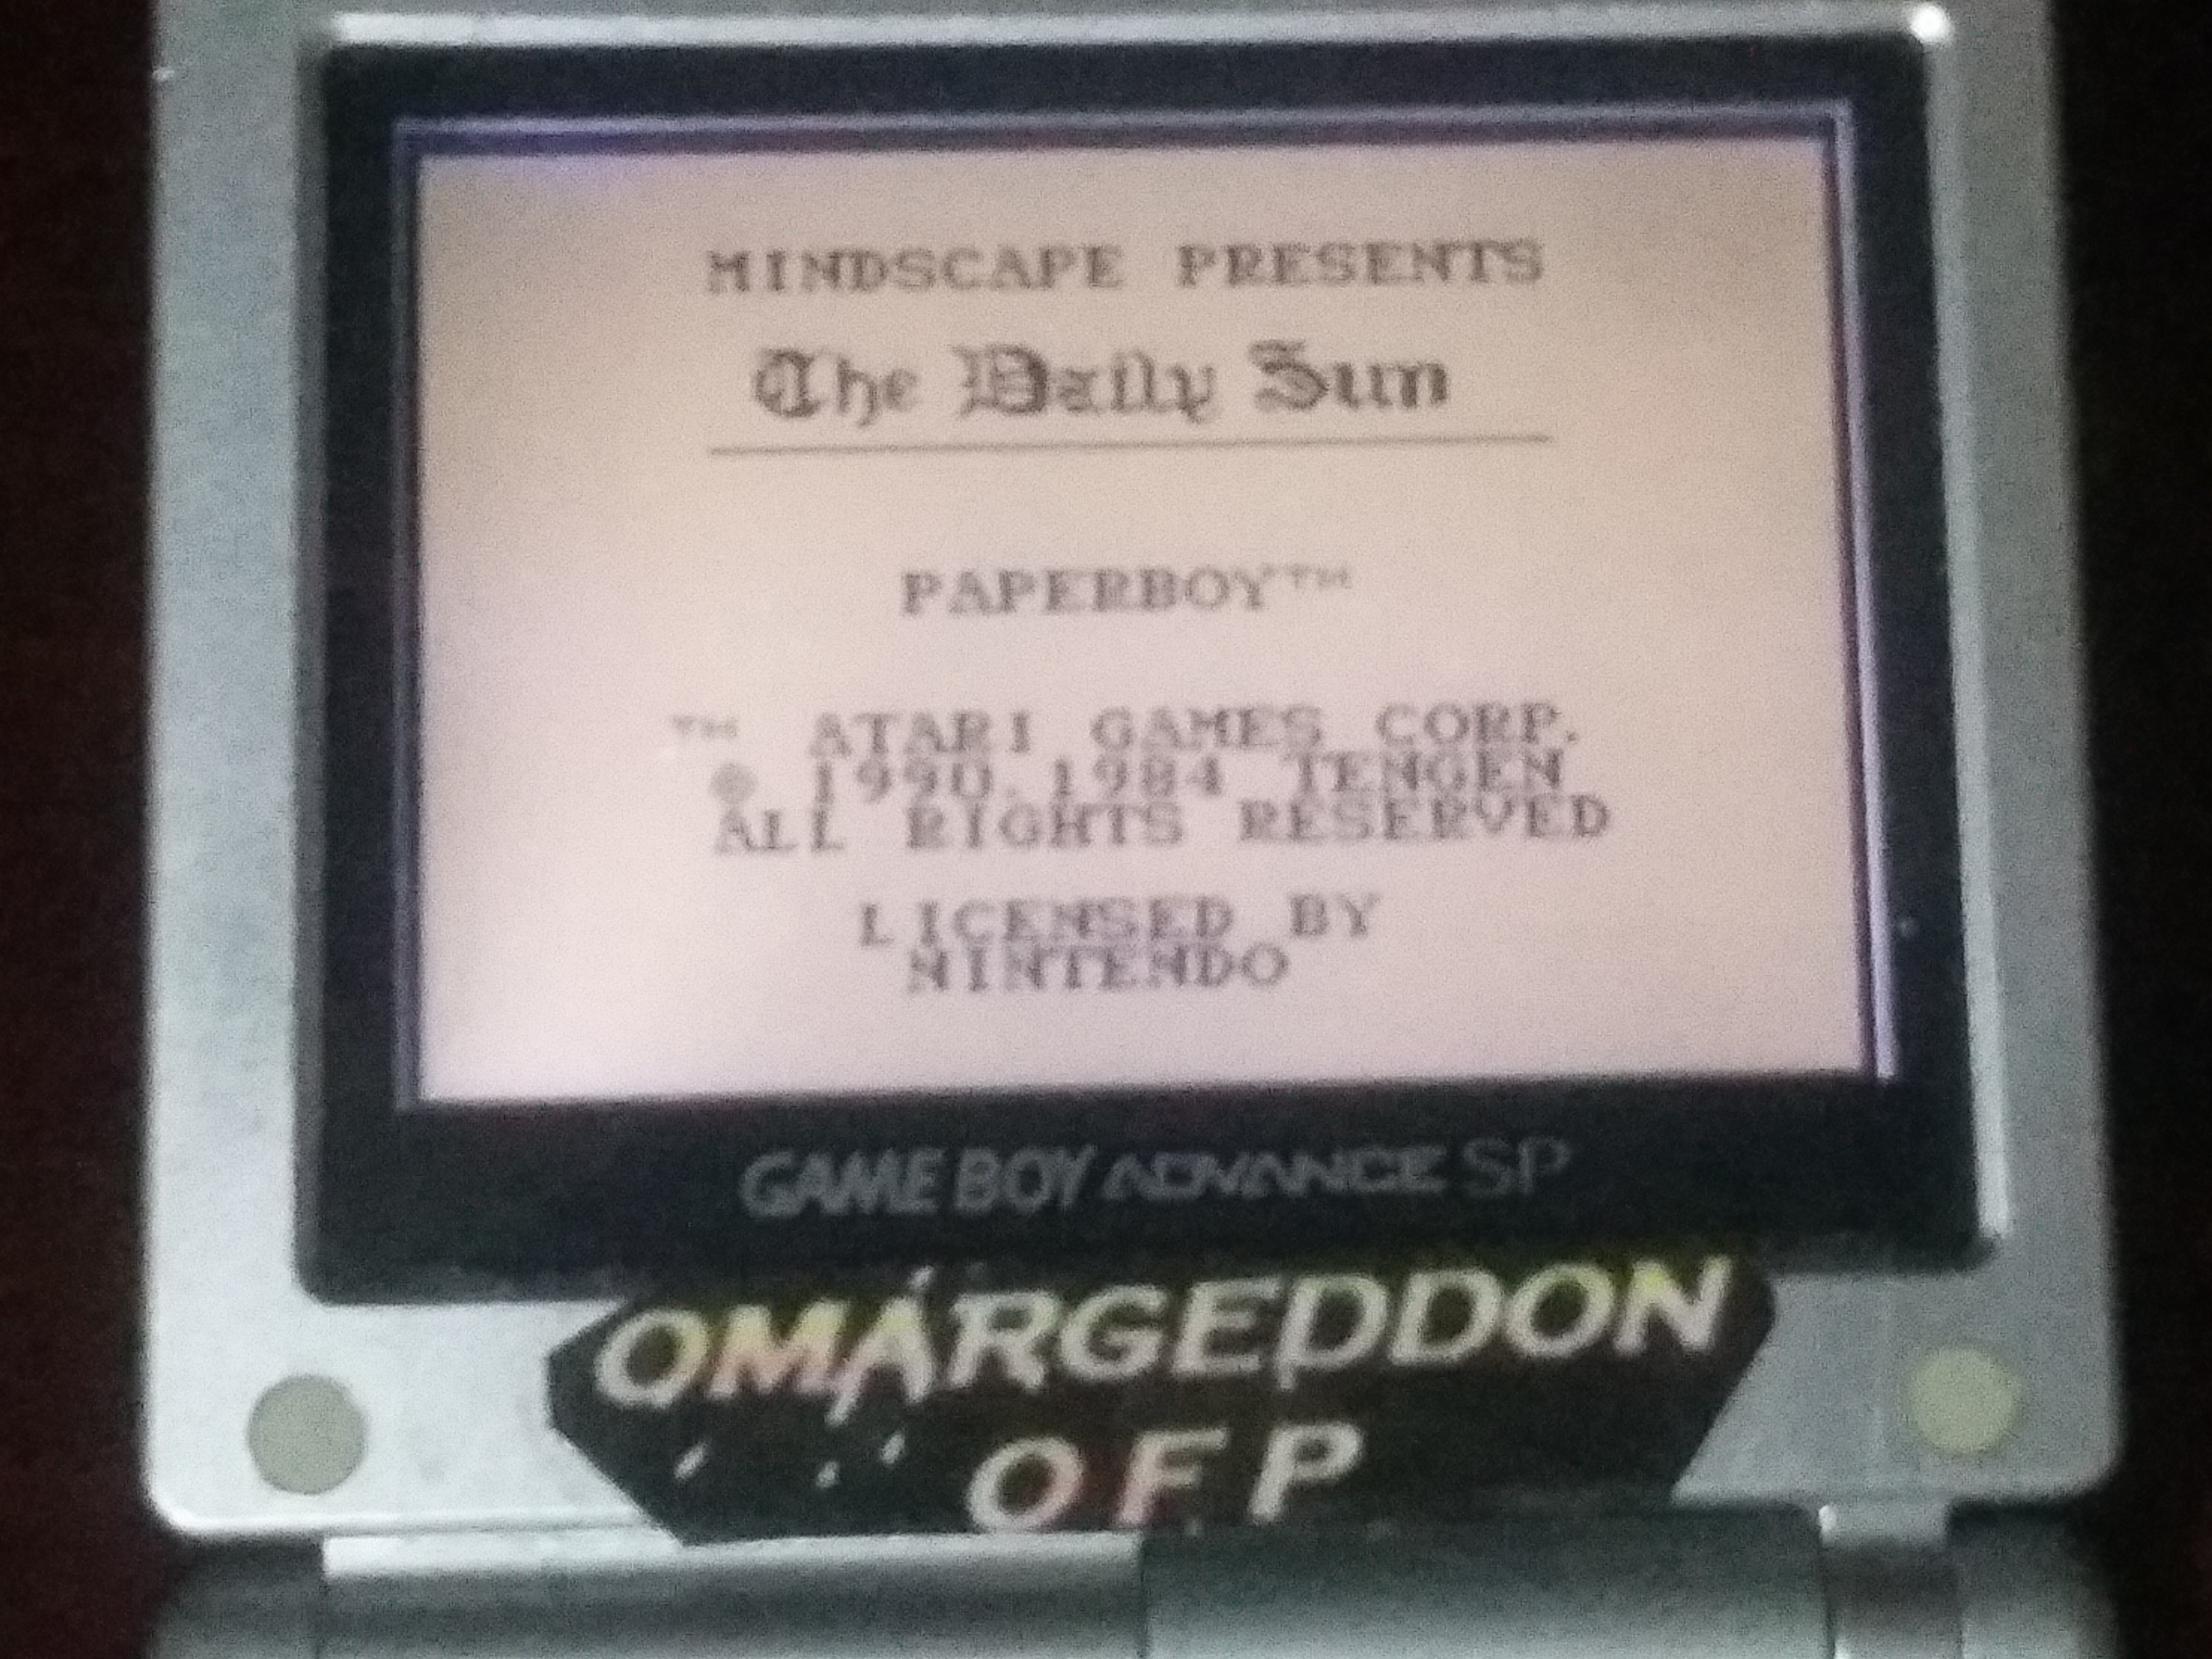 MINDSCAPE PRESENTS
The Daily Sun
PAPERBOY™
™ ATARI GAMES CORP.
© 1990,1984 TENGEN
ALL RIGHTS RESERVED
LICENSED BY
NINTENDO
GAME BOY ADVANCE SP
OMARGEDDON
OFP